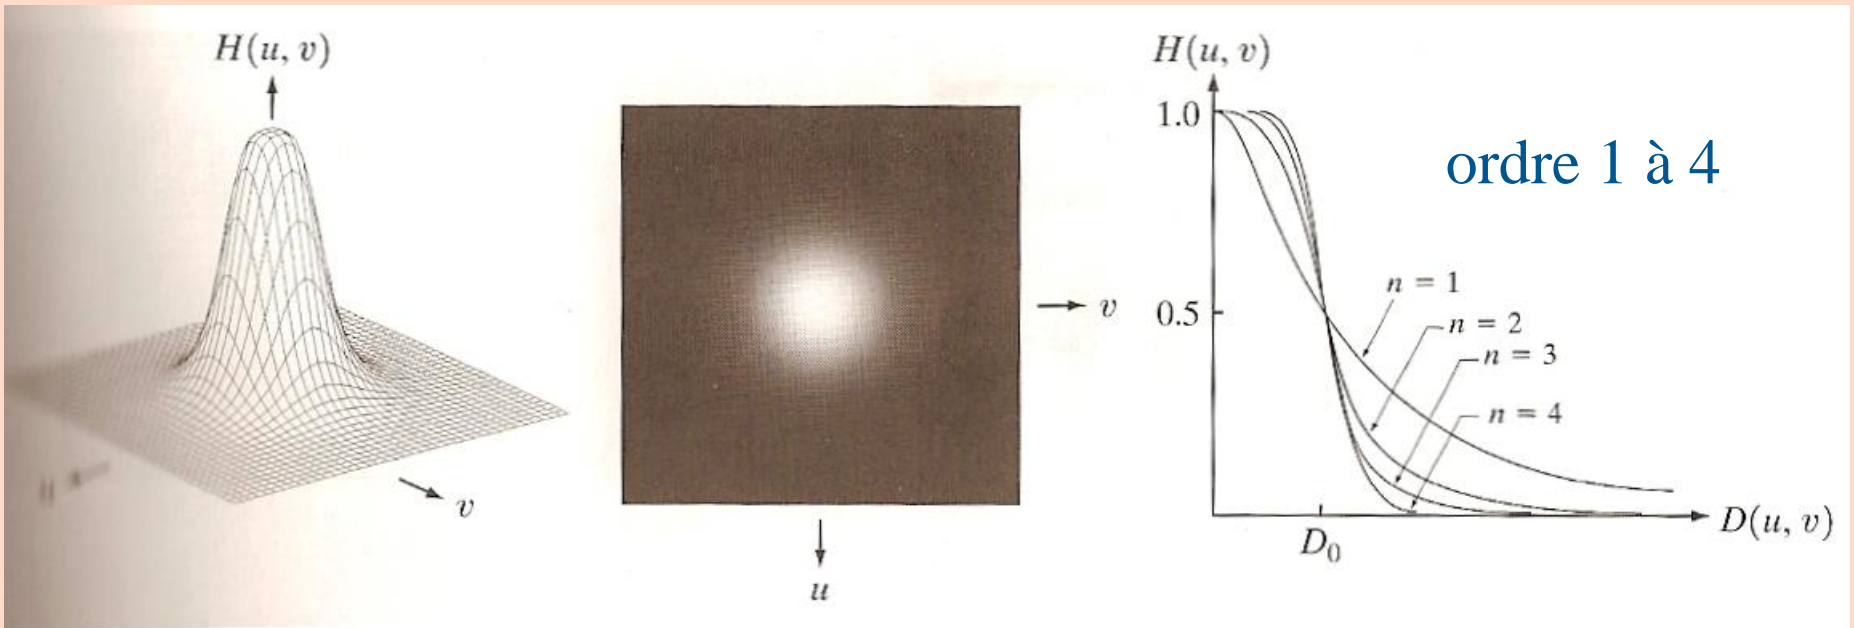 H(u, v)
v
v
u
H(u, v)
1.0
ordre 1 à 4
n = 1
0.5
n = 2
n = 3
n = 4
D(u, v)
D₀